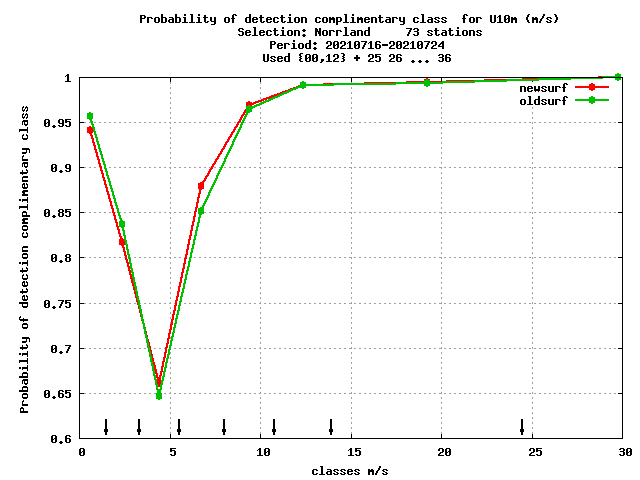 Probability of detection complimentary class  for U10m (m/s)
Selection: Norrland     73 stations
Period: 20210716-20210724
Used {00,12} + 25 26 ... 36
newsurf
oldsurf
Probability of detection complimentary class
1
0.95
0.9
0.85
0.8
0.75
0.7
0.65
0.6
0 5 10 15 20 25 30
classes m/s